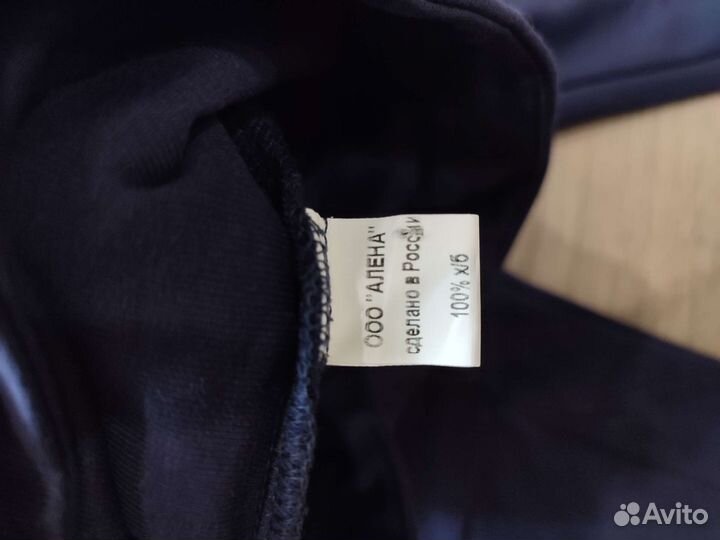 ООО "АЛЕНА"
сделано в России
100% х/б
Avito